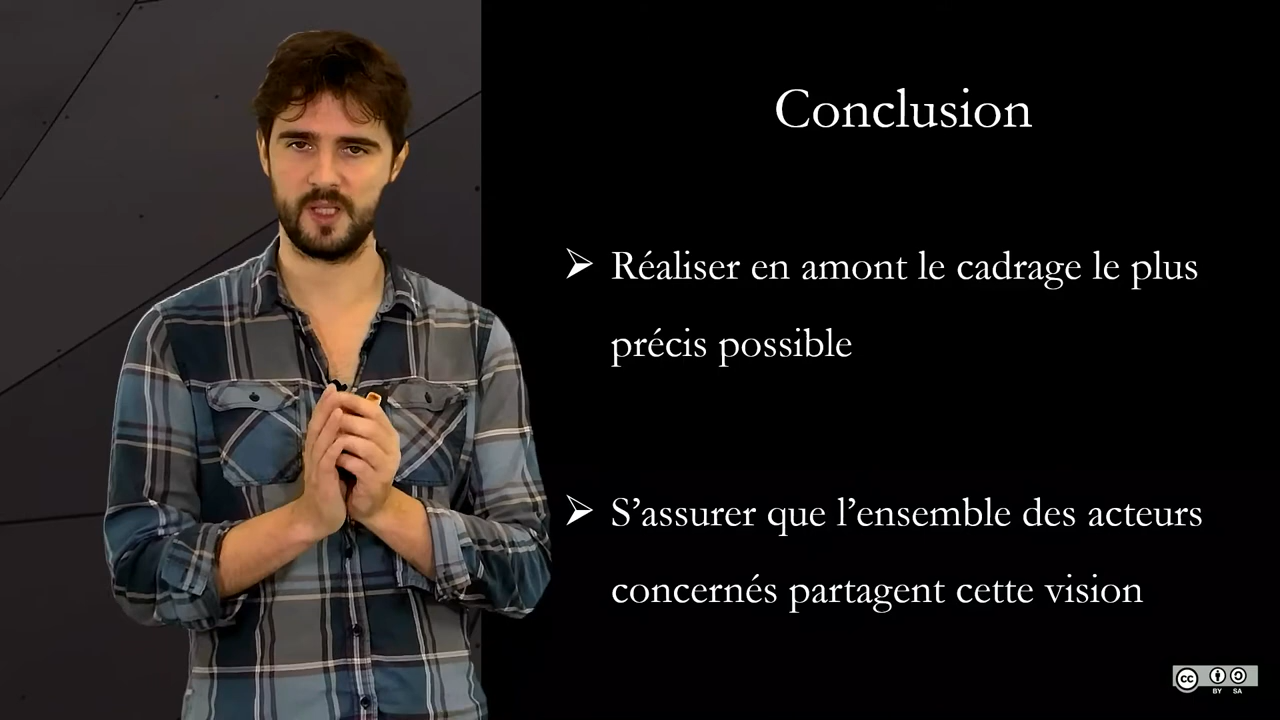 Conclusion
➢ Réaliser en amont le cadrage le plus
précis possible
➢ S’assurer que l’ensemble des acteurs
concernés partagent cette vision
cc
BY SA